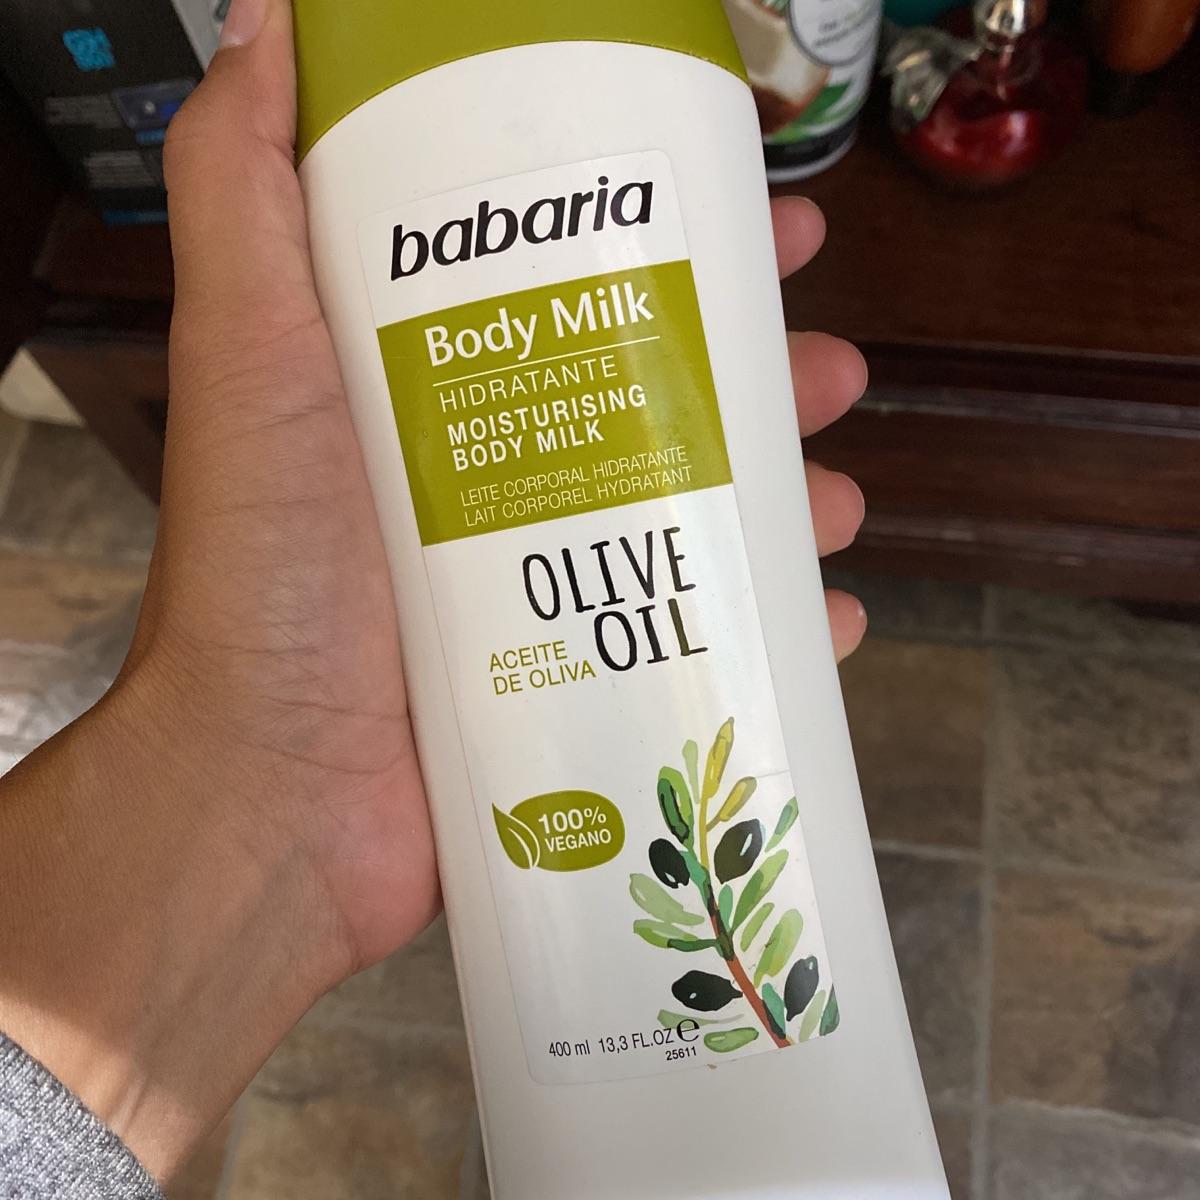 babaria
Body Milk
HIDRATANTE
MOISTURISING
BODY MILK
LEITE CORPORAL HIDRATANTE
LAIT CORPOREL HYDRATANT
OLIVE
OIL
ACEITE
DE OLIVA
100%
VEGANO
400 ml 13,3 FL.OZ ℮
25611